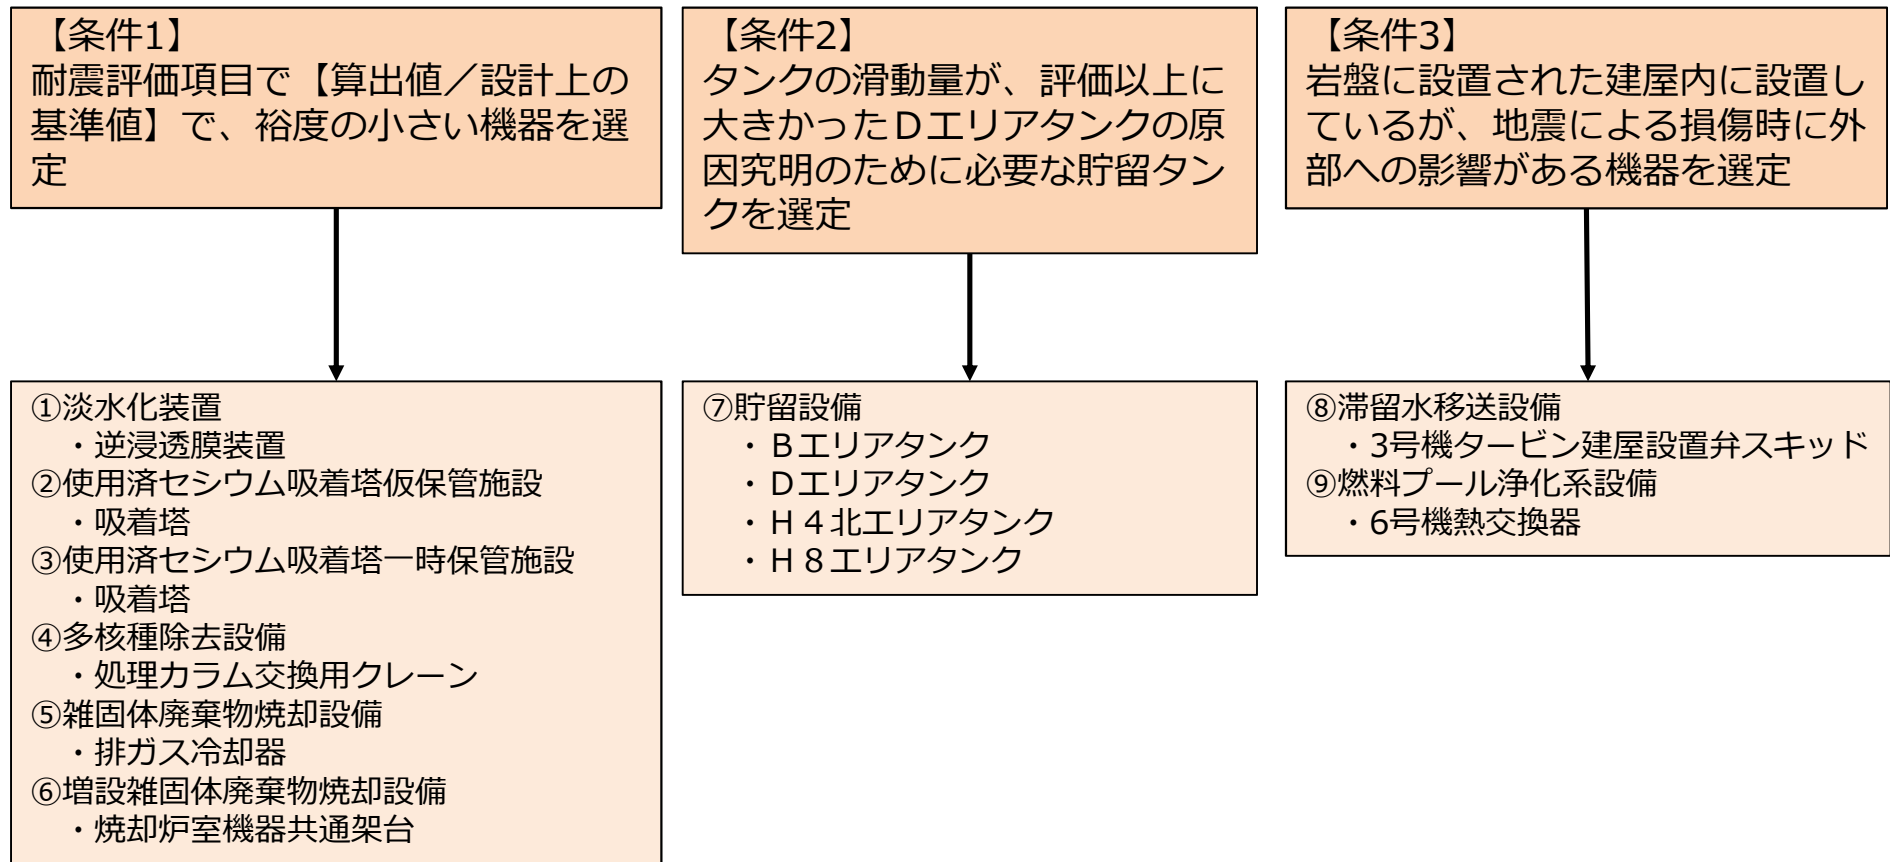 【条件1】
耐震評価項目で【算出値／設計上の
基準値】で、裕度の小さい機器を選
定
【条件2】
タンクの滑動量が、評価以上に
大きかったＤエリアタンクの原
因究明のために必要な貯留タン
クを選定
【条件3】
岩盤に設置された建屋内に設置し
ているが、地震による損傷時に外
部への影響がある機器を選定
①淡水化装置
・逆浸透膜装置
②使用済セシウム吸着塔仮保管施設
・吸着塔
③使用済セシウム吸着塔一時保管施設
・吸着塔
④多核種除去設備
・処理カラム交換用クレーン
⑤雑固体廃棄物焼却設備
・排ガス冷却器
⑥増設雑固体廃棄物焼却設備
・焼却炉室機器共通架台
⑦貯留設備
・Ｂエリアタンク
・Ｄエリアタンク
・Ｈ４北エリアタンク
・Ｈ８エリアタンク
⑧滞留水移送設備
・3号機タービン建屋設置弁スキッド
⑨燃料プール浄化系設備
・6号機熱交換器